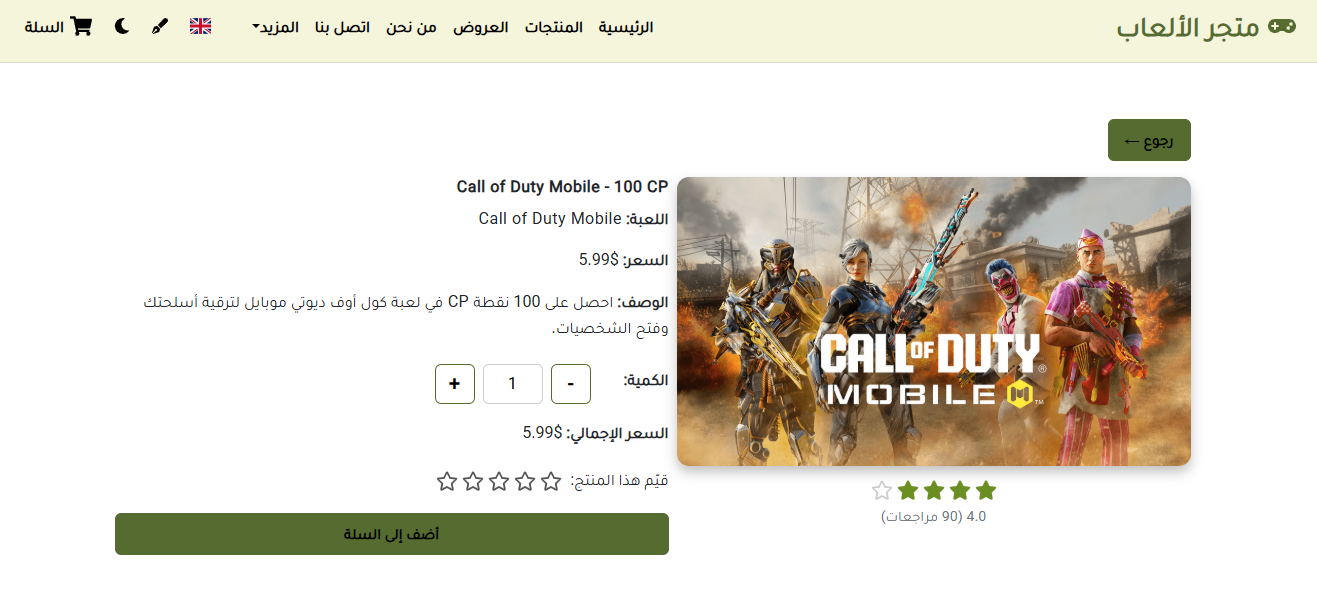 متجر الألعاب
الرئيسية
المنتجات
العروض
من نحن
اتصل بنا
المزيد
السلة
رجوع ←
CALL OF DUTY®
MOBILE™
4.0 (90 مراجعات)
Call of Duty Mobile - 100 CP
اللعبة: Call of Duty Mobile
السعر: 5.99$
الوصف: احصل على 100 نقطة CP في لعبة كول أوف ديوتي موبايل لترقية أسلحتك
وفتح الشخصيات.
الكمية: - 1 +
السعر الإجمالي: 5.99$
قيّم هذا المنتج:
أضف إلى السلة